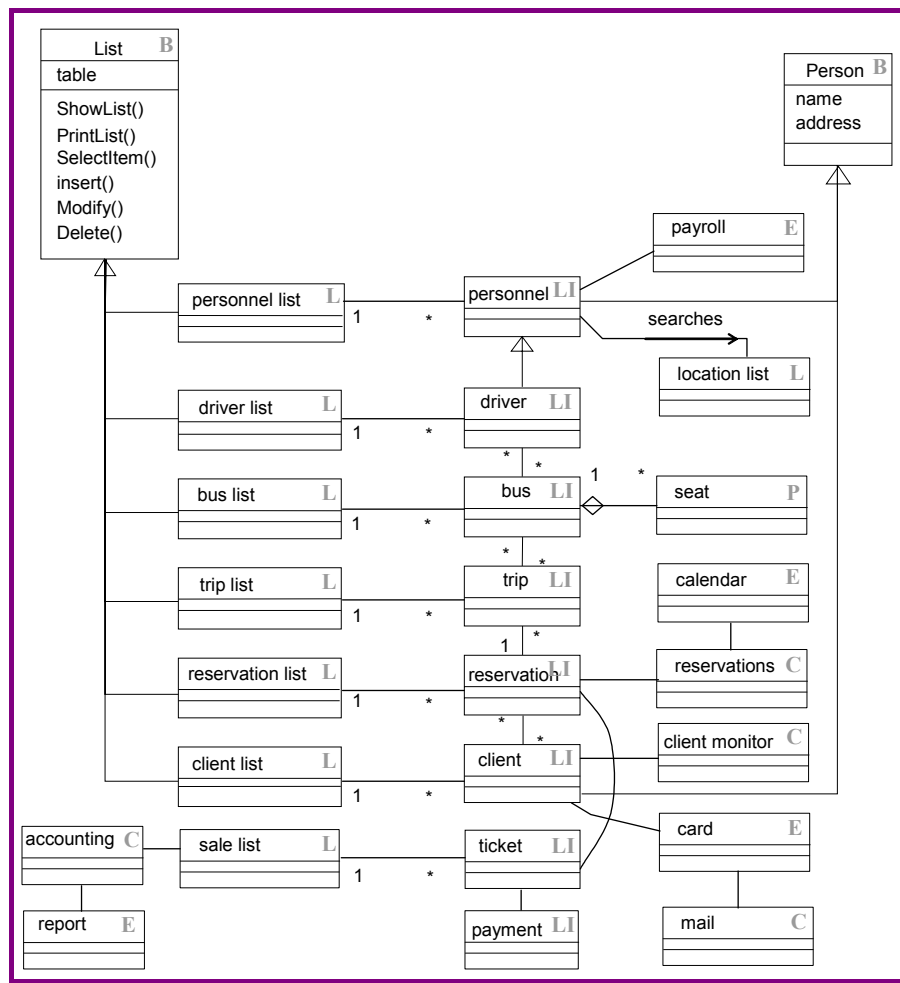 List B
table
ShowList()
PrintList()
SelectItem()
insert()
Modify()
Delete()
Person B
name
address
payroll E
personnel list L
1 *
personnel LI
searches
location list L
driver list L
1 *
driver LI
* *
bus list L
1 *
bus LI
1 *
seat P
* *
trip list L
1 *
trip LI
1 *
calendar E
reservation list L
1 *
reservation LI
reservations C
* *
client list L
1 *
client LI
client monitor C
accounting C
sale list L
1 *
ticket LI
card E
report E
payment LI
mail C